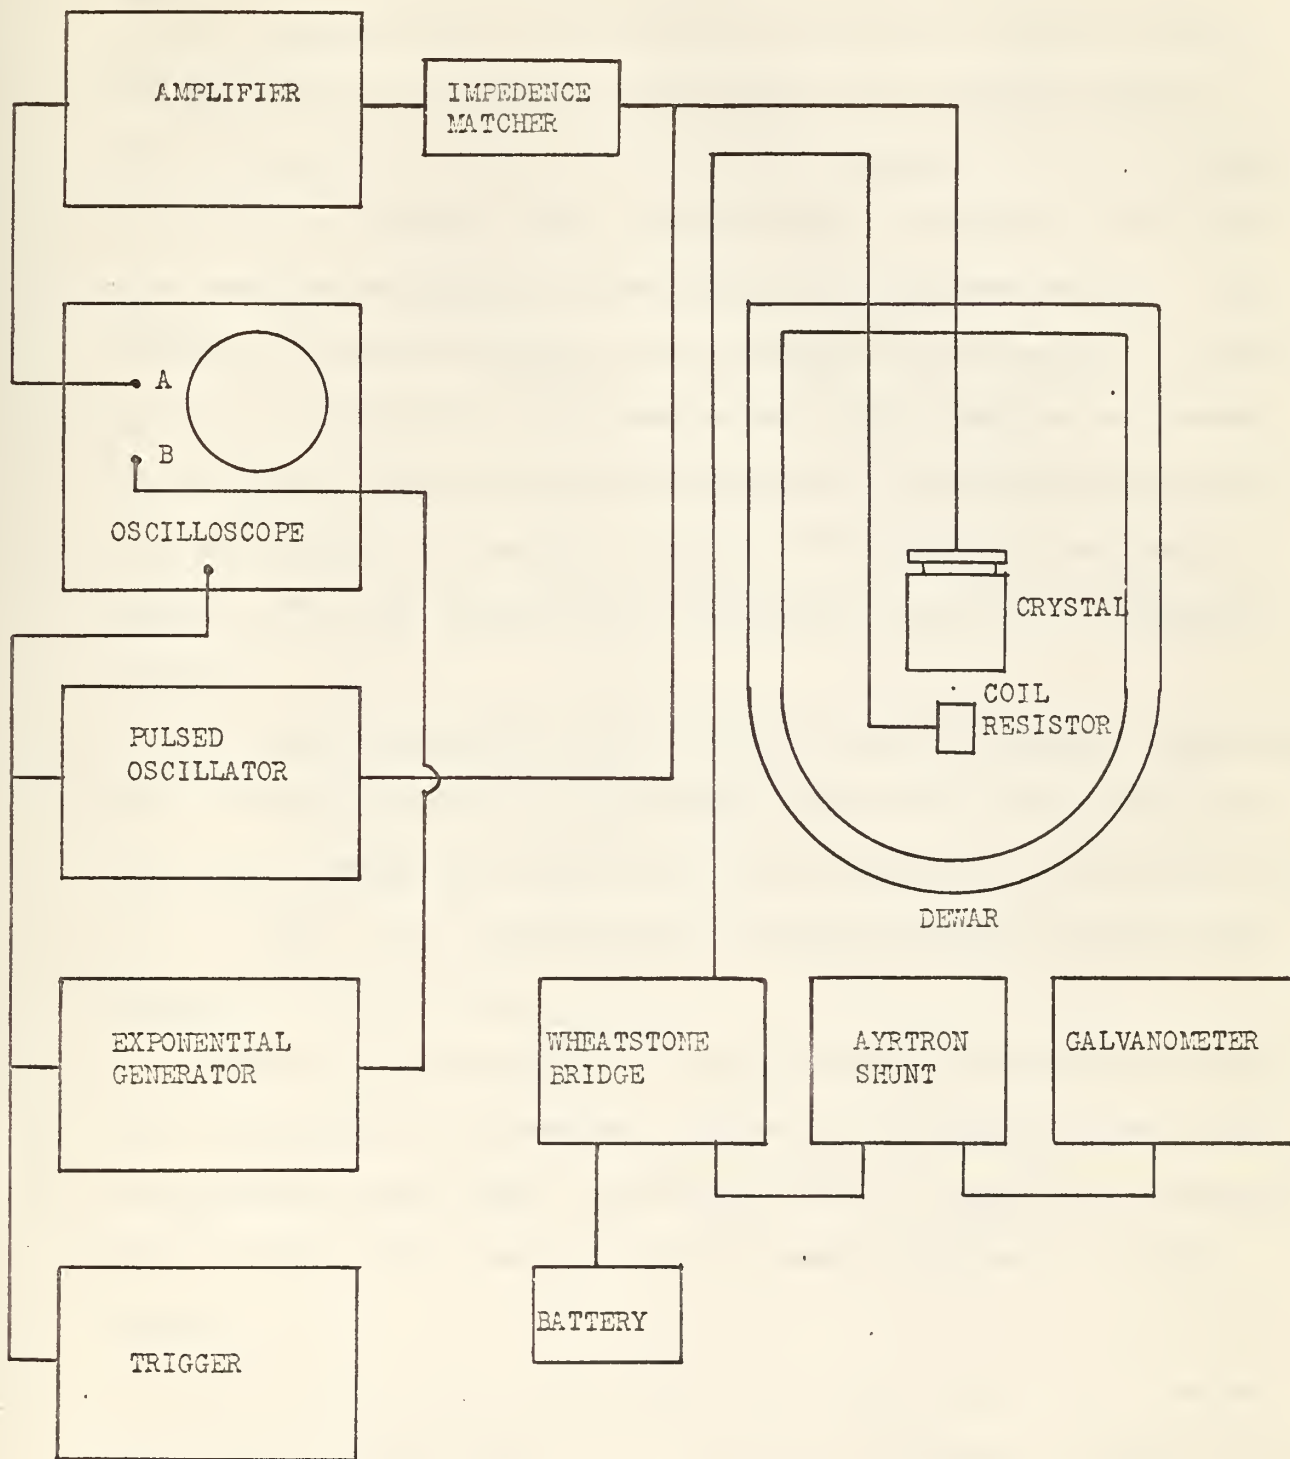 AMPLIFIER
IMPEDENCE
MATCHER
A
B
OSCILLOSCOPE
CRYSTAL
COIL
RESISTOR
PULSED
OSCILLATOR
DEWAR
EXPONENTIAL
GENERATOR
WHEATSTONE
BRIDGE
AYRTRON
SHUNT
GALVANOMETER
BATTERY
TRIGGER